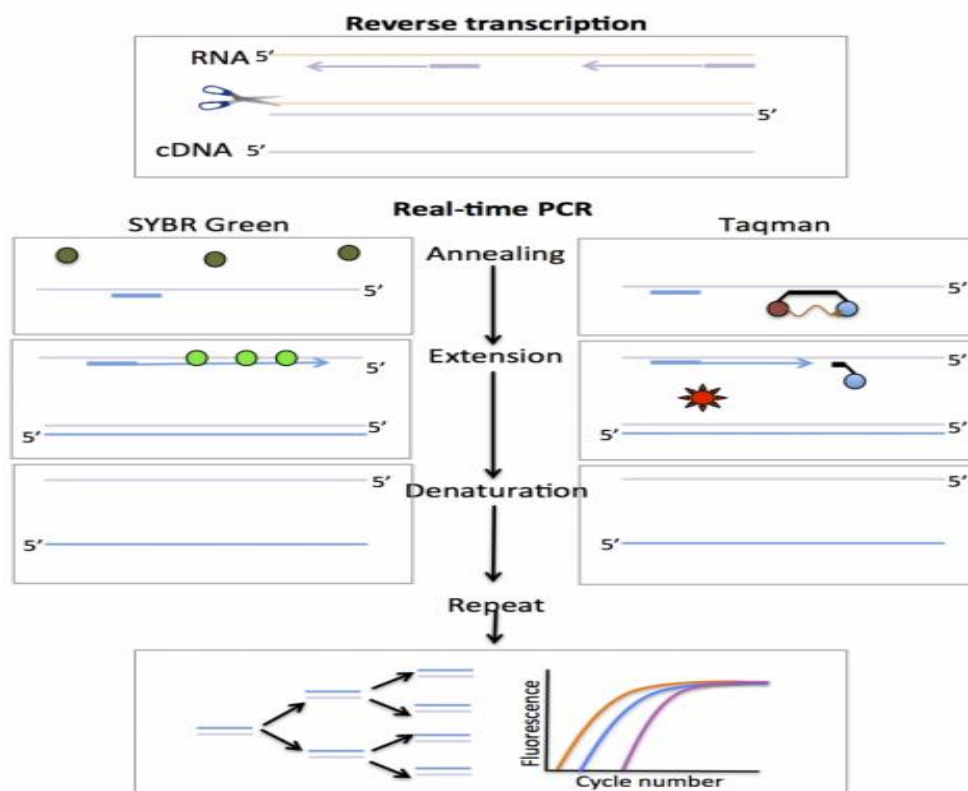 Reverse transcription
RNA 5’
5’
cDNA 5’
Real-time PCR
SYBR Green
Taqman
Annealing
5’
5’
Extension
5’
5’
5’
5’
5’
5’
Denaturation
5’
5’
5’
5’
Repeat
Fluorescence
Cycle number